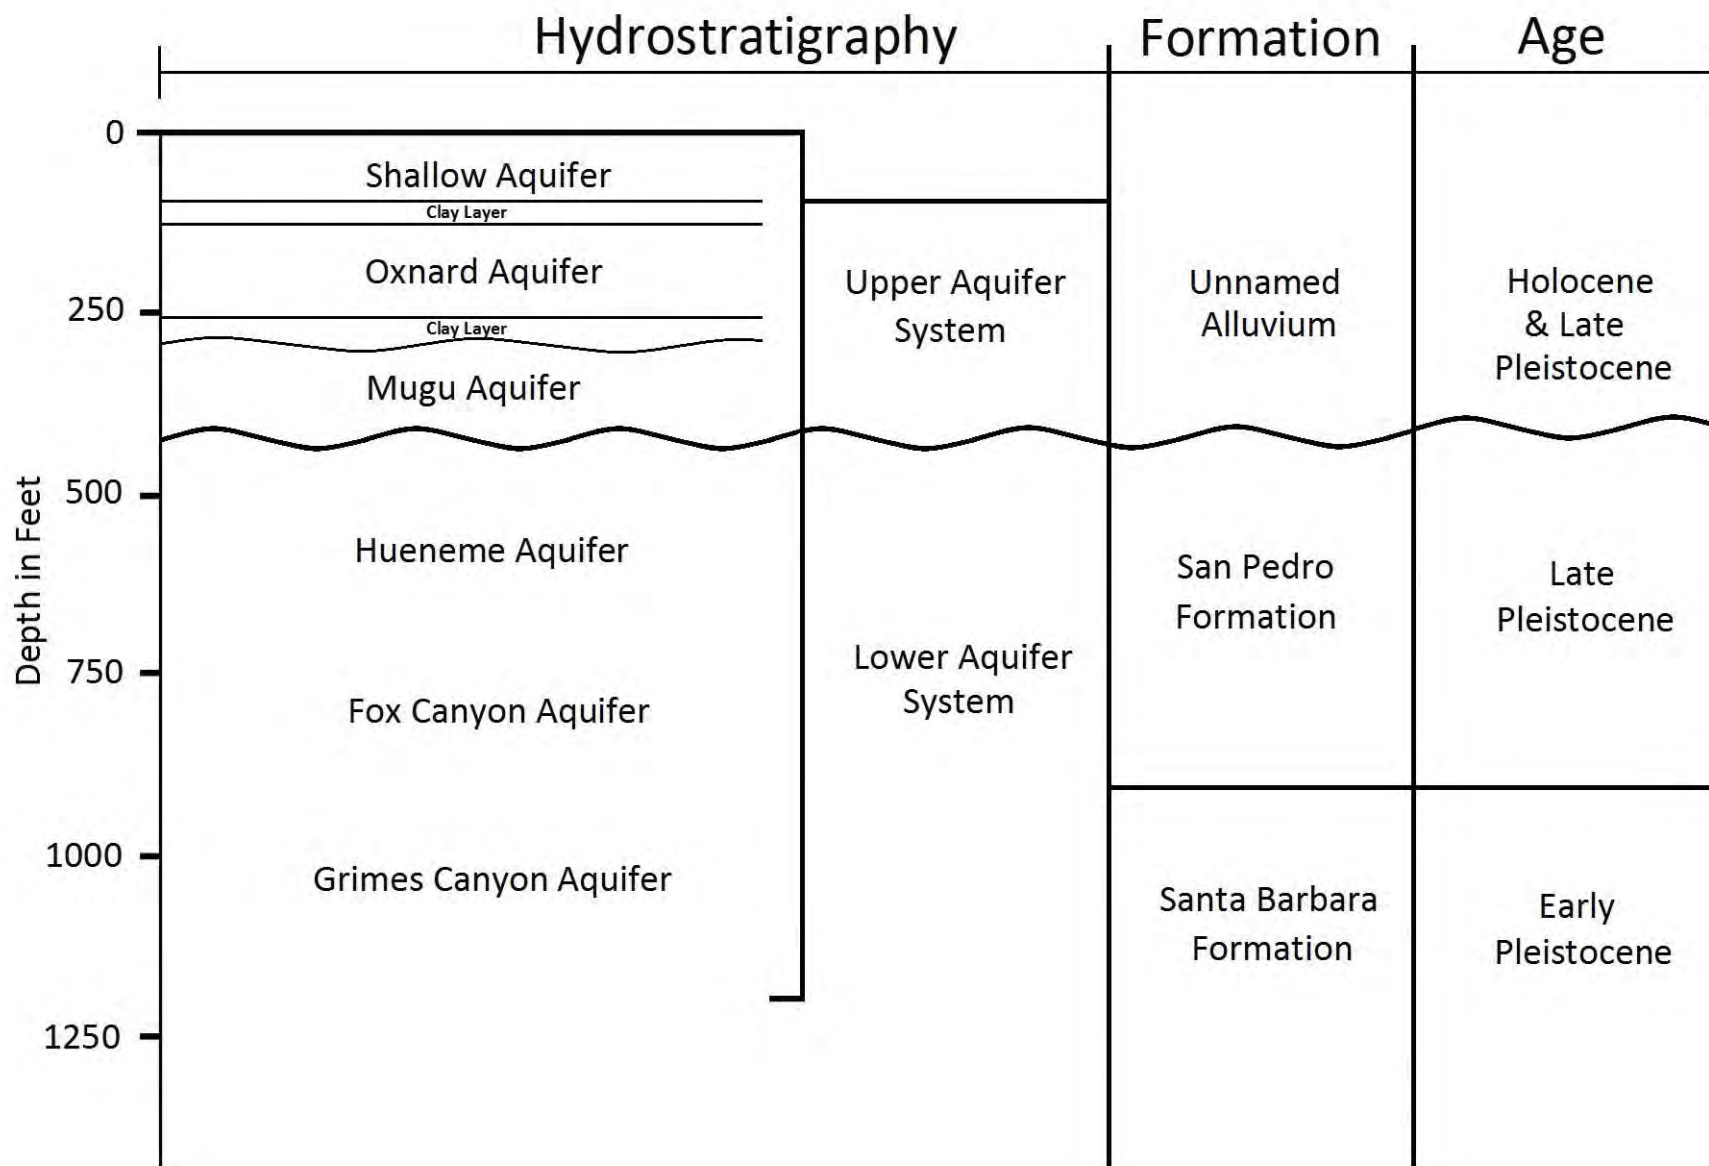 Hydrostratigraphy Formation Age
0
Shallow Aquifer
Clay Layer
Oxnard Aquifer
250
Clay Layer
Mugu Aquifer
Upper Aquifer
System
Unnamed
Alluvium
Holocene
& Late
Pleistocene
Depth in Feet
500
Hueneme Aquifer
750
Fox Canyon Aquifer
1000
Grimes Canyon Aquifer
1250
Lower Aquifer
System
San Pedro
Formation
Late
Pleistocene
Santa Barbara
Formation
Early
Pleistocene